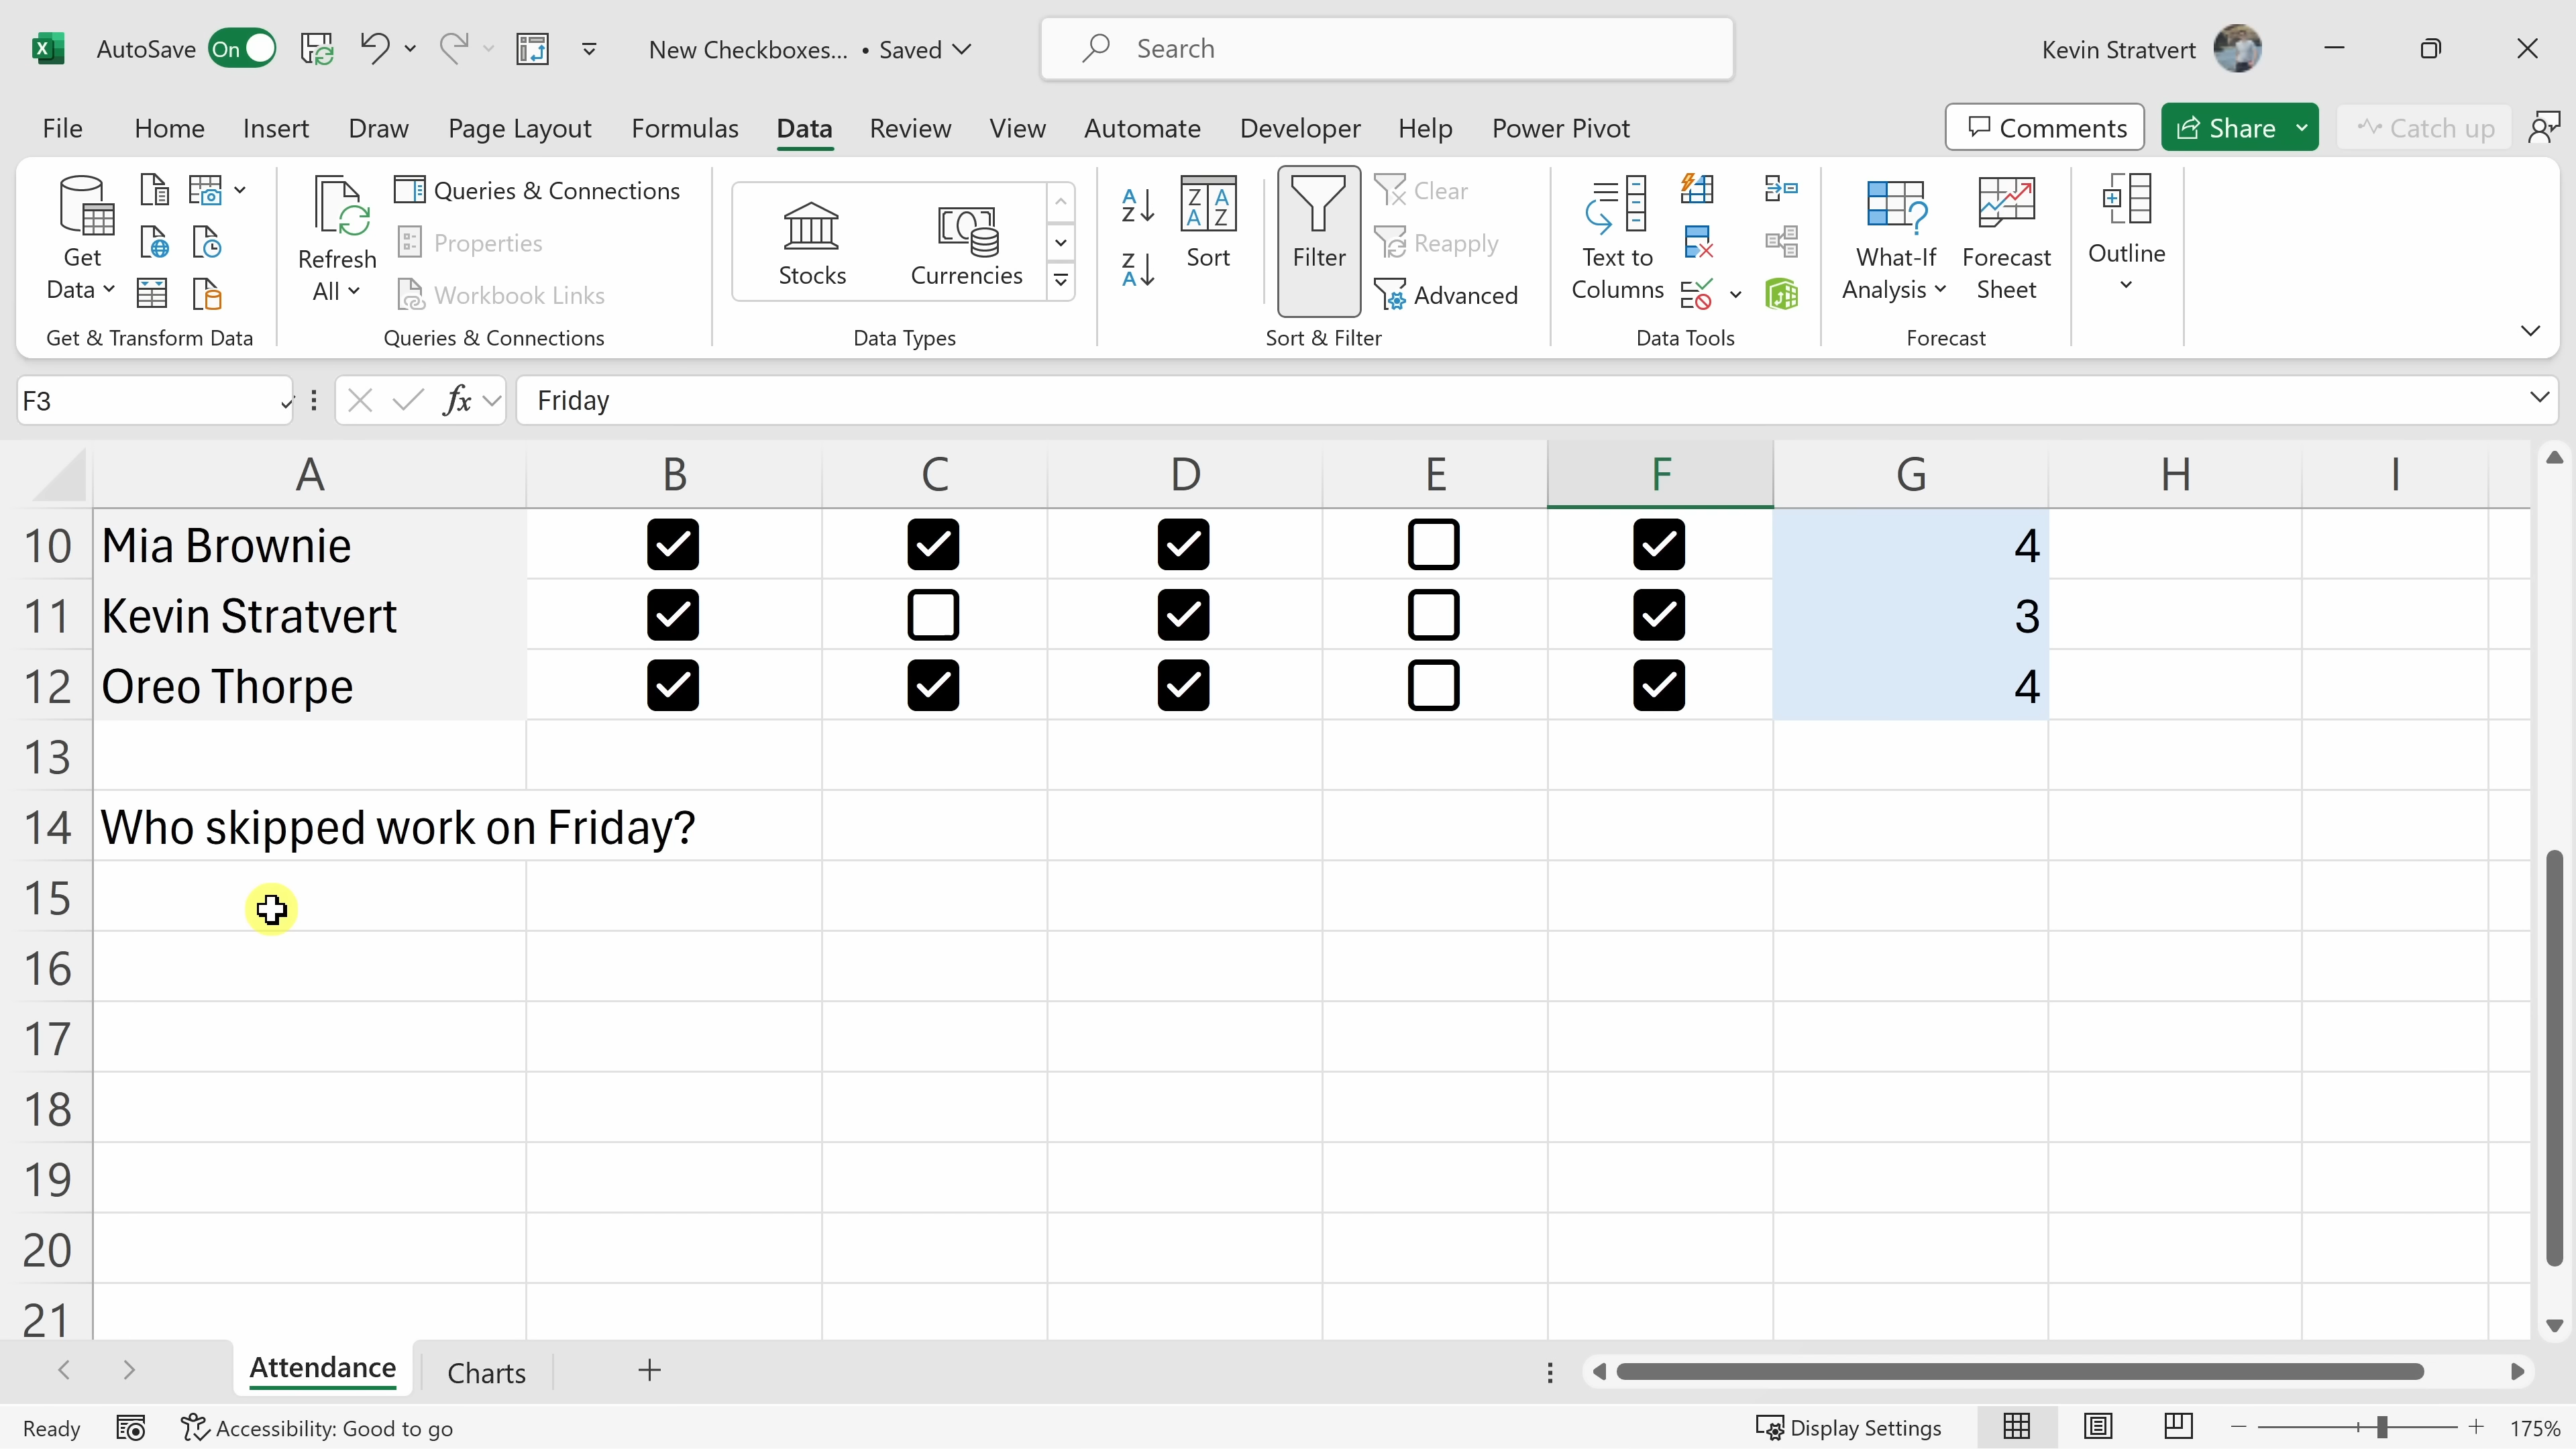 AutoSave On New Checkboxes... • Saved Search Kevin Stratvert
File Home Insert Draw Page Layout Formulas Data Review View Automate Developer Help Power Pivot Comments Share Catch up
Get Data
Refresh All
Queries & Connections
Properties
Workbook Links
Stocks
Currencies
A Z
Z A
Z A A Z
Sort
Filter
Clear
Reapply
Advanced
Text to Columns
What-If Analysis
Forecast Sheet
Outline
Get & Transform Data Queries & Connections Data Types Sort & Filter Data Tools Forecast
F3 fx Friday
A B C D E F G H I
10 Mia Brownie 4
11 Kevin Stratvert 3
12 Oreo Thorpe 4
13
14 Who skipped work on Friday?
15
16
17
18
19
20
21
Attendance Charts
Ready Accessibility: Good to go Display Settings 175%